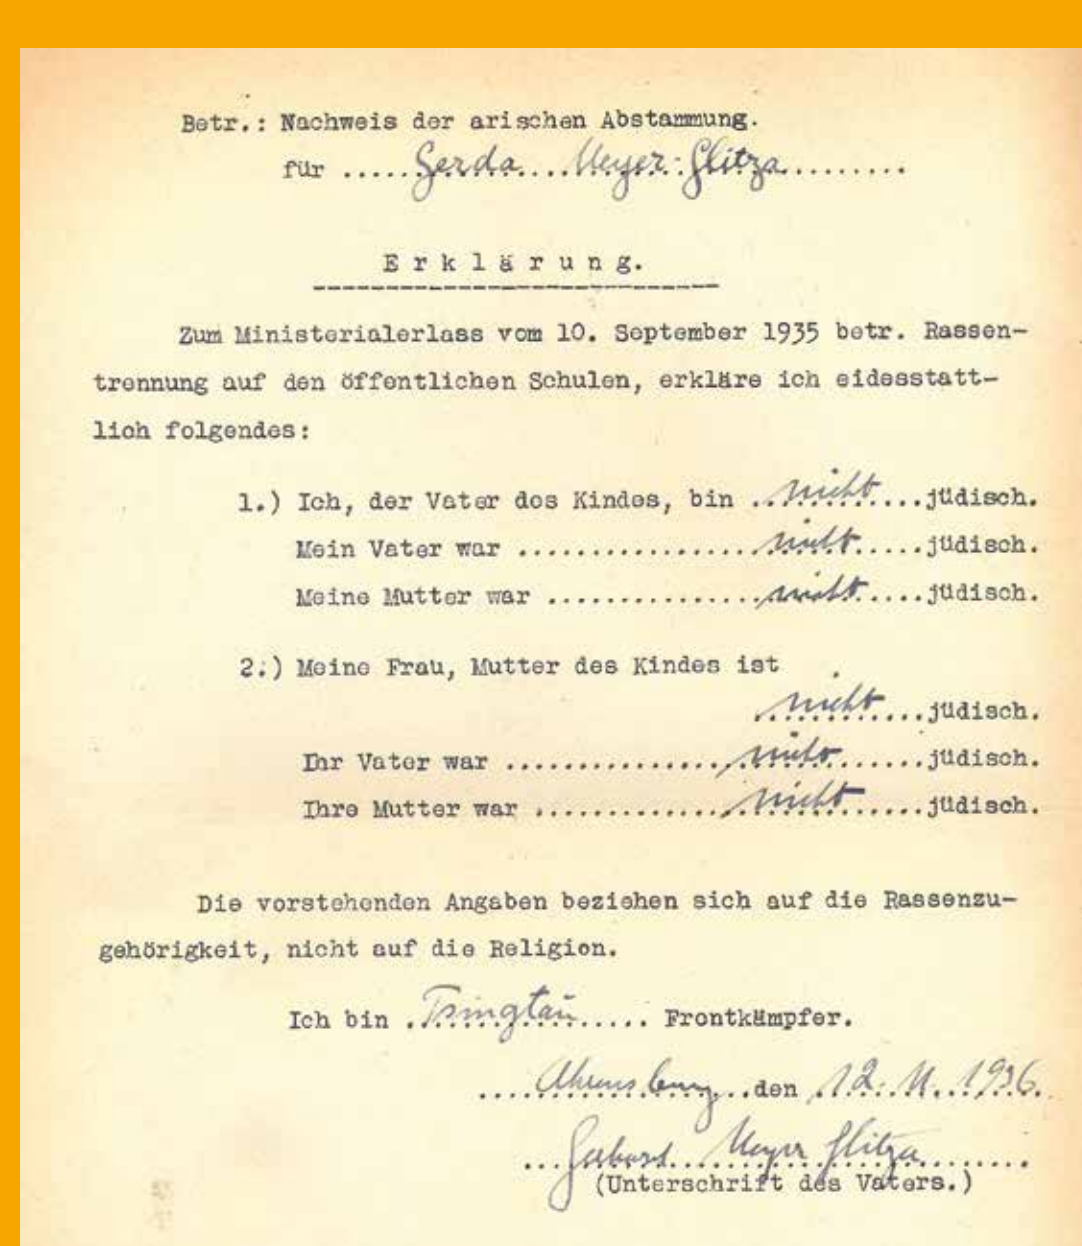 Betr.: Nachweis der arischen Abstammung.
für ..... Gerda ... Meyer-Glitza .........
Erklärung.
Zum Ministerialerlass vom 10. September 1935 betr. Rassen-
trennung auf den öffentlichen Schulen, erkläre ich eidesstatt-
lich folgendes:
1.) Ich, der Vater des Kindes, bin ..nicht....jüdisch.
Mein Vater war .................nicht.....jüdisch.
Meine Mutter war ...............nicht.....jüdisch.
2.) Meine Frau, Mutter des Kindes ist
nicht...jüdisch.
Ihr Vater war ...............nicht.......jüdisch.
Ihre Mutter war .............nicht......jüdisch.
Die vorstehenden Angaben beziehen sich auf die Rassenzu-
gehörigkeit, nicht auf die Religion.
Ich bin .Tsingtau..... Frontkämpfer.
....Ahrensburg...den 12. 11. 1936.
... Meyer Glitza .......
(Unterschrift des Vaters.)